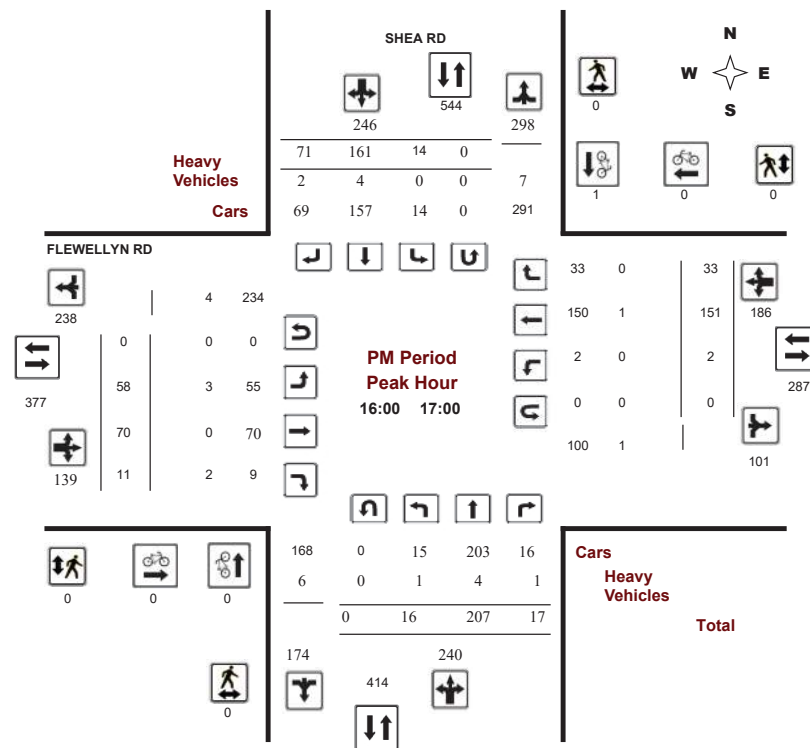 SHEA RD
N
W E
S
544
0
246 298
71 161 14 0
Heavy
Vehicles
2 4 0 0 7
Cars
69 157 14 0 291
1 0 0
FLEWELLYN RD
238
4 234
0 0 0
377
58 3 55
70 0 70
139
11 2 9
PM Period
Peak Hour
16:00 17:00
33 0 33
150 1 151 186
2 0 2
287
0 0 0
100 1
101
168 0 15 203 16
Cars
6 0 1 4 1
Heavy
Vehicles
0 16 207 17
Total
174 240
414
0 0 0
0